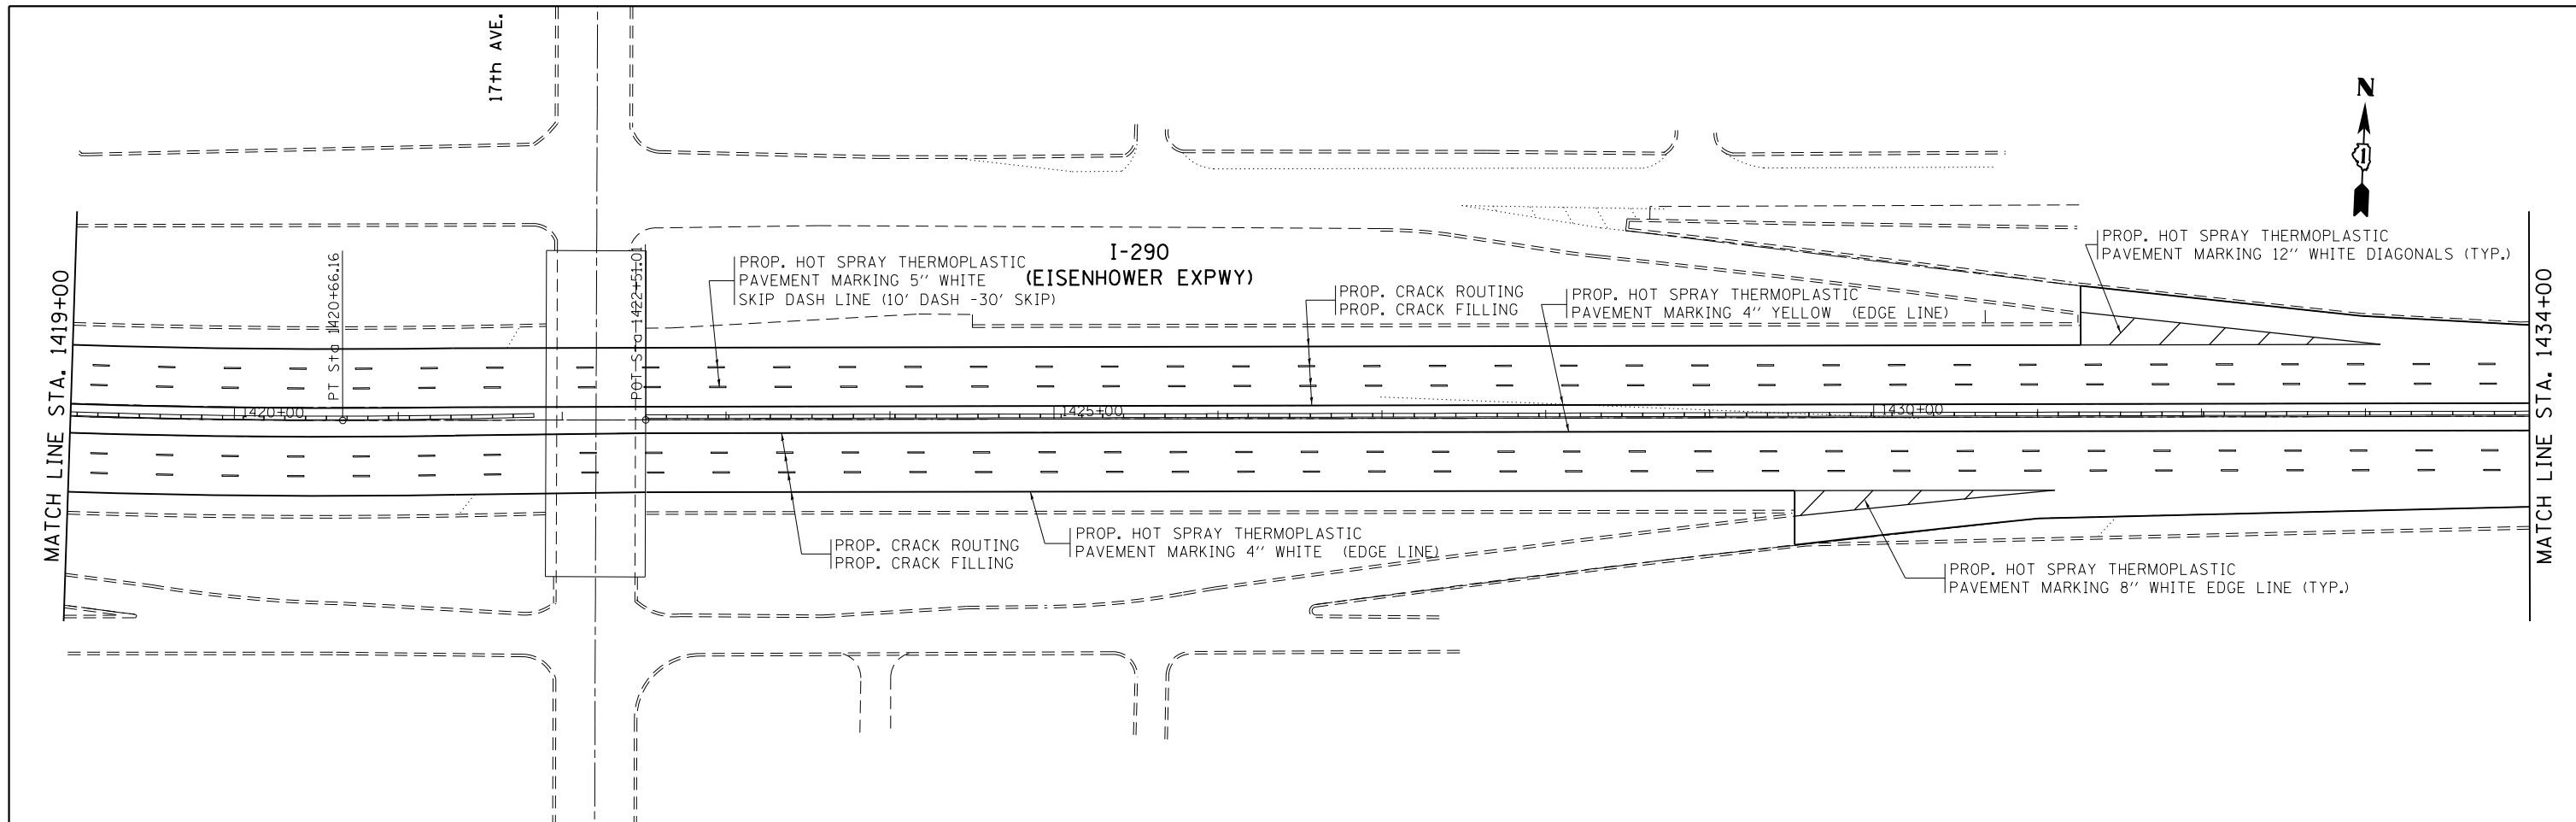 17th AVE.
N
1
I-290
(EISENHOWER EXPWY)
PROP. HOT SPRAY THERMOPLASTIC
PAVEMENT MARKING 12" WHITE DIAGONALS (TYP.)
PROP. HOT SPRAY THERMOPLASTIC
PAVEMENT MARKING 5" WHITE
SKIP DASH LINE (10' DASH -30' SKIP)
PROP. CRACK ROUTING
PROP. CRACK FILLING
PROP. HOT SPRAY THERMOPLASTIC
PAVEMENT MARKING 4" YELLOW (EDGE LINE)
MATCH LINE STA. 1419+00
PT Sta 1420+66.16
POT Sta 1422+51.01
MATCH LINE STA. 1434+00
1420+00
1425+00
1430+00
PROP. CRACK ROUTING
PROP. CRACK FILLING
PROP. HOT SPRAY THERMOPLASTIC
PAVEMENT MARKING 4" WHITE (EDGE LINE)
PROP. HOT SPRAY THERMOPLASTIC
PAVEMENT MARKING 8" WHITE EDGE LINE (TYP.)